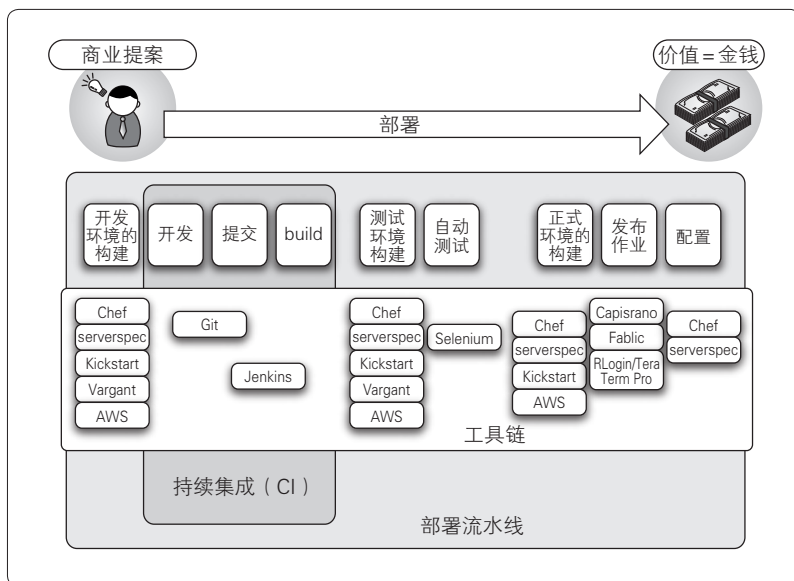 商业提案
价值=金钱
部署
开发
环境的
构建
开发
提交
build
测试
环境
构建
自动
测试
正式
环境的
构建
发布
作业
配置
Chef
serverspec
Kickstart
Vargant
AWS
Git
Jenkins
Chef
serverspec
Kickstart
Vargant
AWS
Selenium
Chef
serverspec
Kickstart
AWS
Capisrano
Fablic
RLogin/Tera
Term Pro
Chef
serverspec
工具链
持续集成（CI）
部署流水线